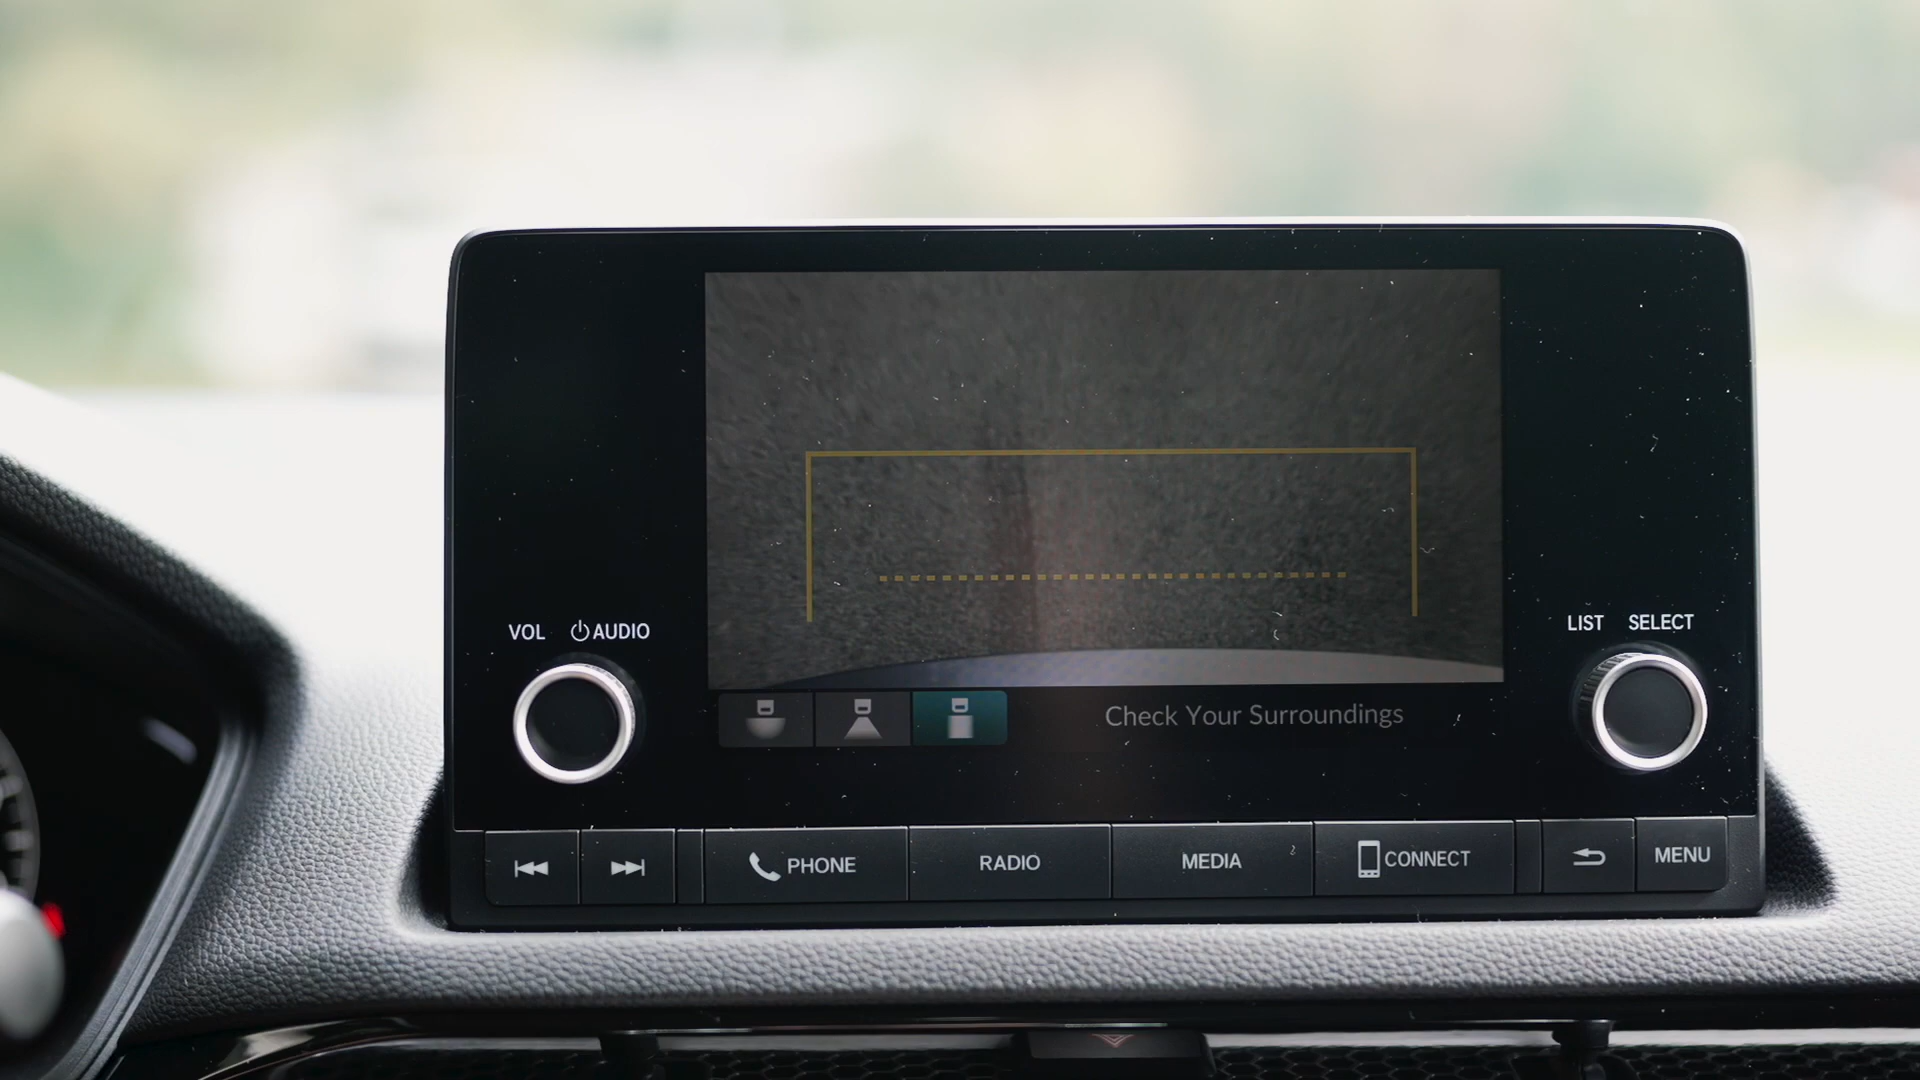 VOL AUDIO
LIST SELECT
Check Your Surroundings
PHONE
RADIO
MEDIA
CONNECT
MENU